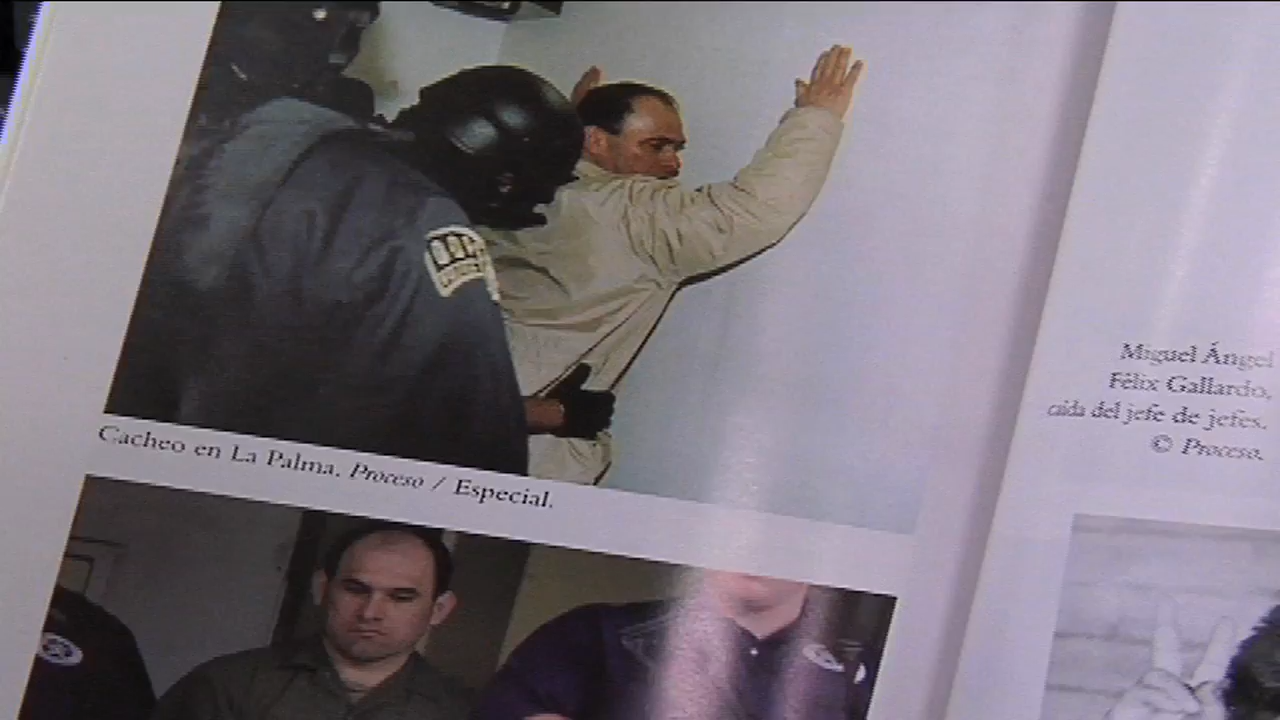 Cacheo en La Palma. Proceso / Especial.
Miguel Ángel
Félix Gallardo,
caída del jefe de jefes.
© Proceso.